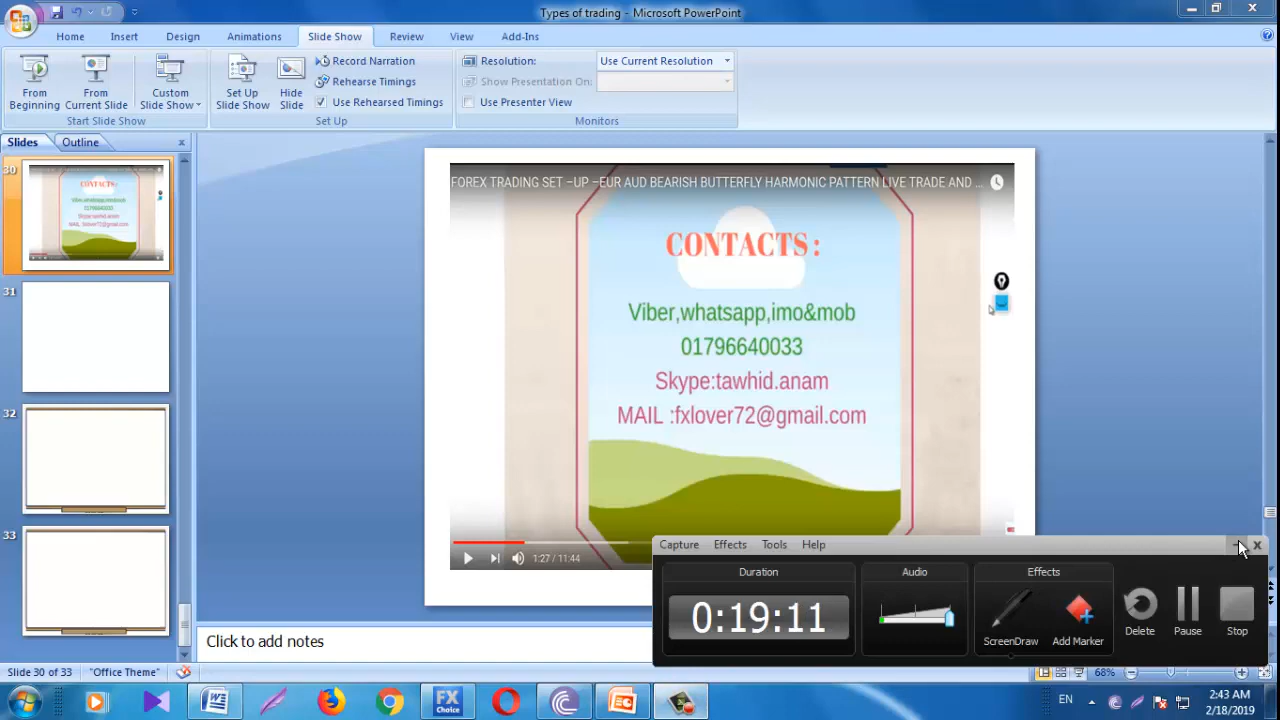 Types of trading - Microsoft PowerPoint
Home Insert Design Animations Slide Show Review View Add-Ins
From Beginning
From Current Slide
Custom Slide Show
Start Slide Show
Set Up Slide Show
Hide Slide
Record Narration
Rehearse Timings
Use Rehearsed Timings
Set Up
Resolution: Use Current Resolution
Show Presentation On:
Use Presenter View
Monitors
Slides Outline
30
31
32
33
FOREX TRADING SET –UP –EUR AUD BEARISH BUTTERFLY HARMONIC PATTERN LIVE TRADE AND ...
CONTACTS :
Viber,whatsapp,imo&mob
01796640033
Skype:tawhid.anam
MAIL :fxlover72@gmail.com
1:27 / 11:44
Capture Effects Tools Help
Duration
0:19:11
Audio
Effects
ScreenDraw
Add Marker
Delete
Pause
Stop
Click to add notes
Slide 30 of 33 "Office Theme" 68%
FX Choice
EN
2:43 AM
2/18/2019